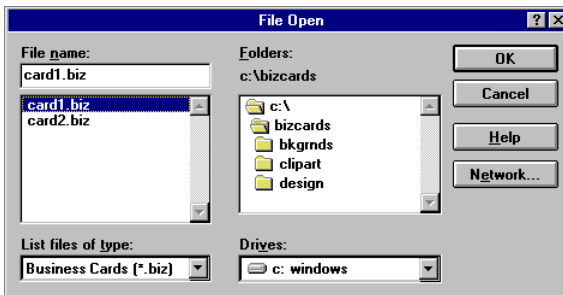 File Open
File name:
card1.biz
card1.biz
card2.biz
List files of type:
Business Cards (*.biz)
Folders:
c:\bizcards
c:\
bizcards
bkgrnds
clipart
design
Drives:
c: windows
OK
Cancel
Help
Network...